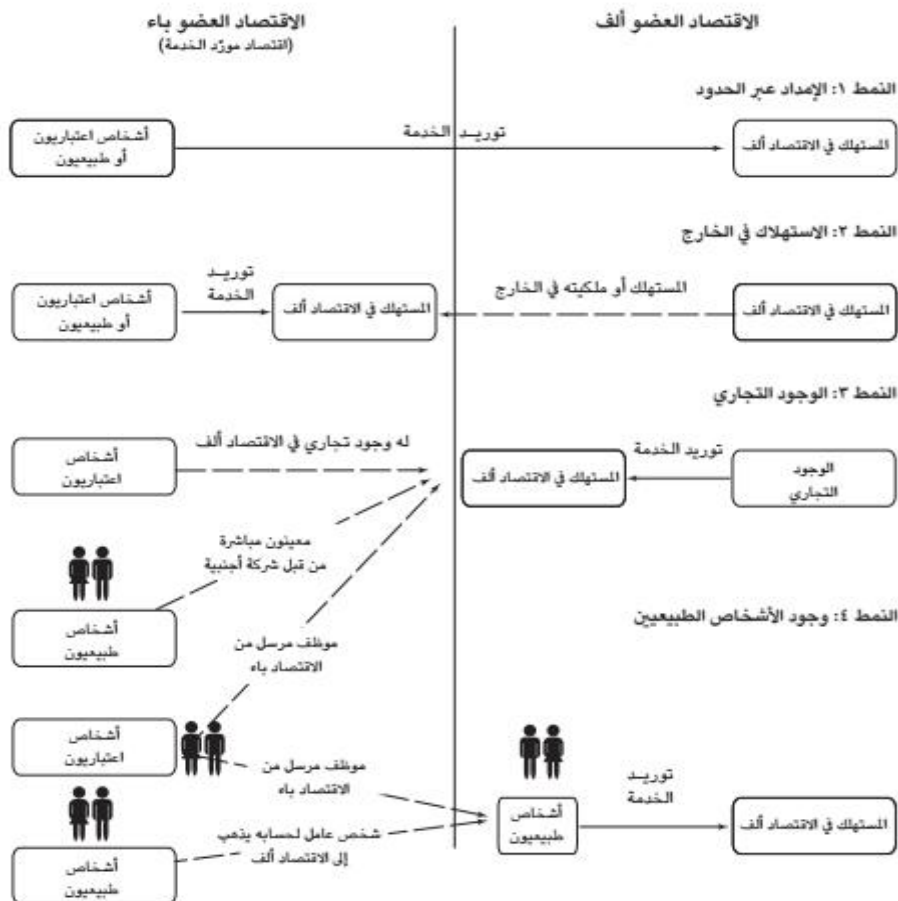 الاقتصاد العضو ألف
الاقتصاد العضو باء
(اقتصاد مورّد الخدمة)
النمط ١: الإمداد عبر الحدود
المستهلك في الاقتصاد ألف
توريد الخدمة
أشخاص اعتباريون
أو طبيعيون
النمط ٢: الاستهلاك في الخارج
المستهلك في الاقتصاد ألف
المستهلك أو ملكيته في الخارج
المستهلك في الاقتصاد ألف
توريد
الخدمة
أشخاص اعتباريون
أو طبيعيون
النمط ٣: الوجود التجاري
الوجود
التجاري
توريد الخدمة
المستهلك في الاقتصاد ألف
له وجود تجاري في الاقتصاد ألف
أشخاص
اعتباريون
معينون مباشرة
من قبل شركة أجنبية
أشخاص
طبيعيون
النمط ٤: وجود الأشخاص الطبيعيين
موظف مرسل من
الاقتصاد باء
أشخاص
اعتباريون
موظف مرسل من
الاقتصاد باء
المستهلك في الاقتصاد ألف
توريد
الخدمة
أشخاص
طبيعيون
شخص عامل لحسابه يذهب
إلى الاقتصاد ألف
أشخاص
طبيعيون